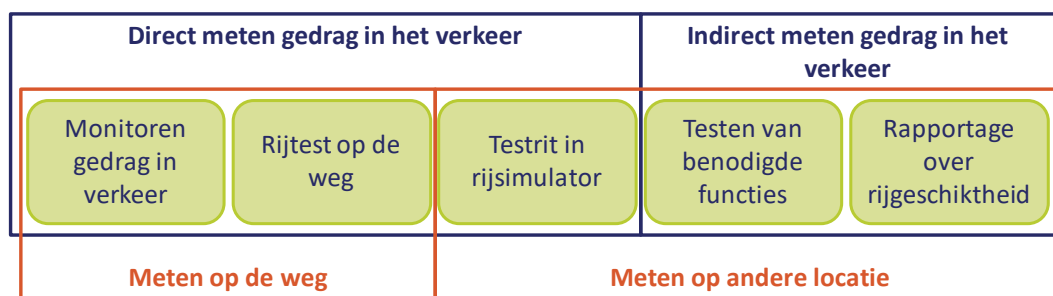 Direct meten gedrag in het verkeer
Indirect meten gedrag in het
verkeer
Monitoren
gedrag in
verkeer
Rijtest op de
weg
Testrit in
rijsimulator
Testen van
benodigde
functies
Rapportage
over
rijgeschiktheid
Meten op de weg
Meten op andere locatie